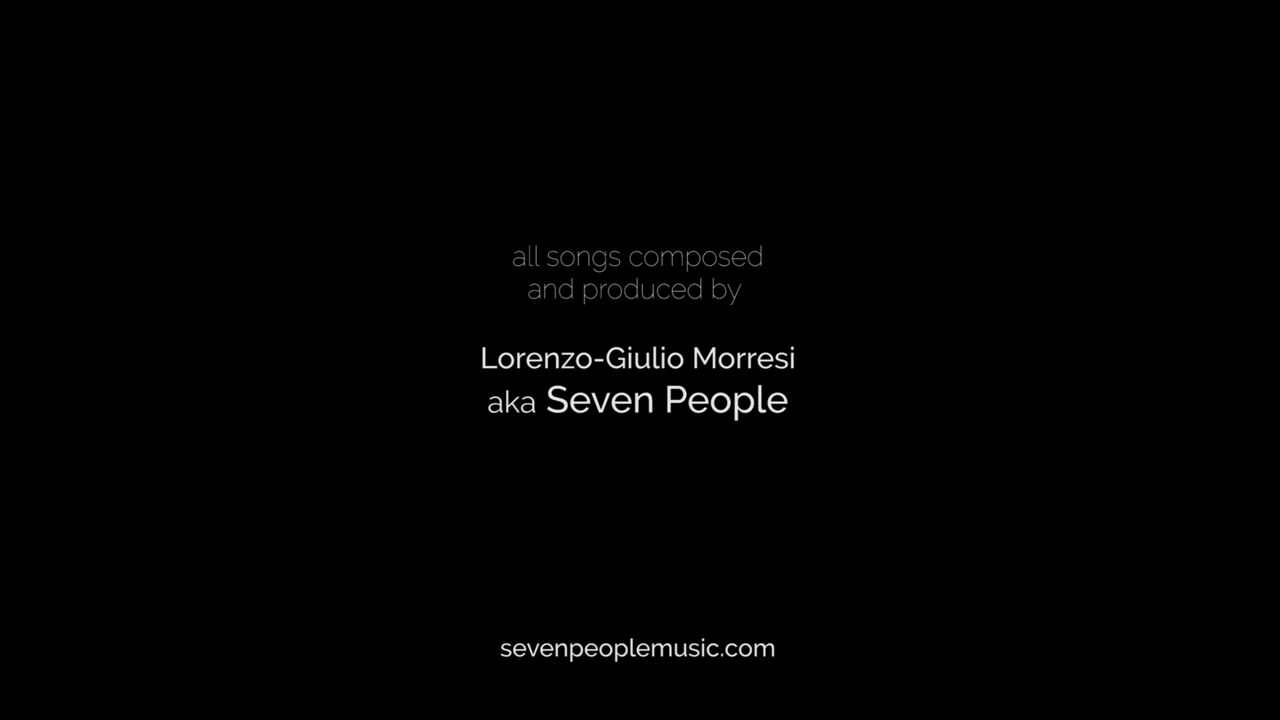 all songs composed
and produced by
Lorenzo-Giulio Morresi
aka Seven People
sevenpeoplemusic.com